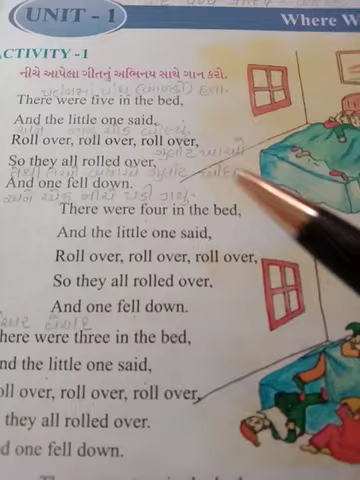 UNIT - 1
Where W
ACTIVITY - 1
નીચે આપેલા ગીતનું અભિનય સાથે ગાન કરો.
There were five in the bed,
And the little one said,
Roll over, roll over, roll over,
So they all rolled over,
And one fell down.
There were four in the bed,
And the little one said,
Roll over, roll over, roll over,
So they all rolled over,
And one fell down.
here were three in the bed,
nd the little one said,
oll over, roll over, roll over,
they all rolled over.
d one fell down.